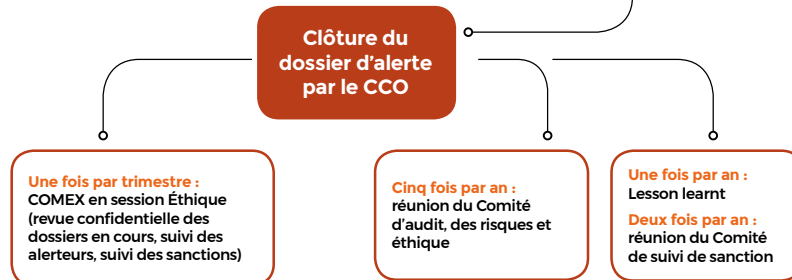 Clôture du
dossier d'alerte
par le CCO
Une fois par trimestre :
COMEX en session Éthique
(revue confidentielle des
dossiers en cours, suivi des
alerteurs, suivi des sanctions)
Cinq fois par an :
réunion du Comité
d'audit, des risques et
éthique
Une fois par an :
Lesson learnt
Deux fois par an :
réunion du Comité
de suivi de sanction